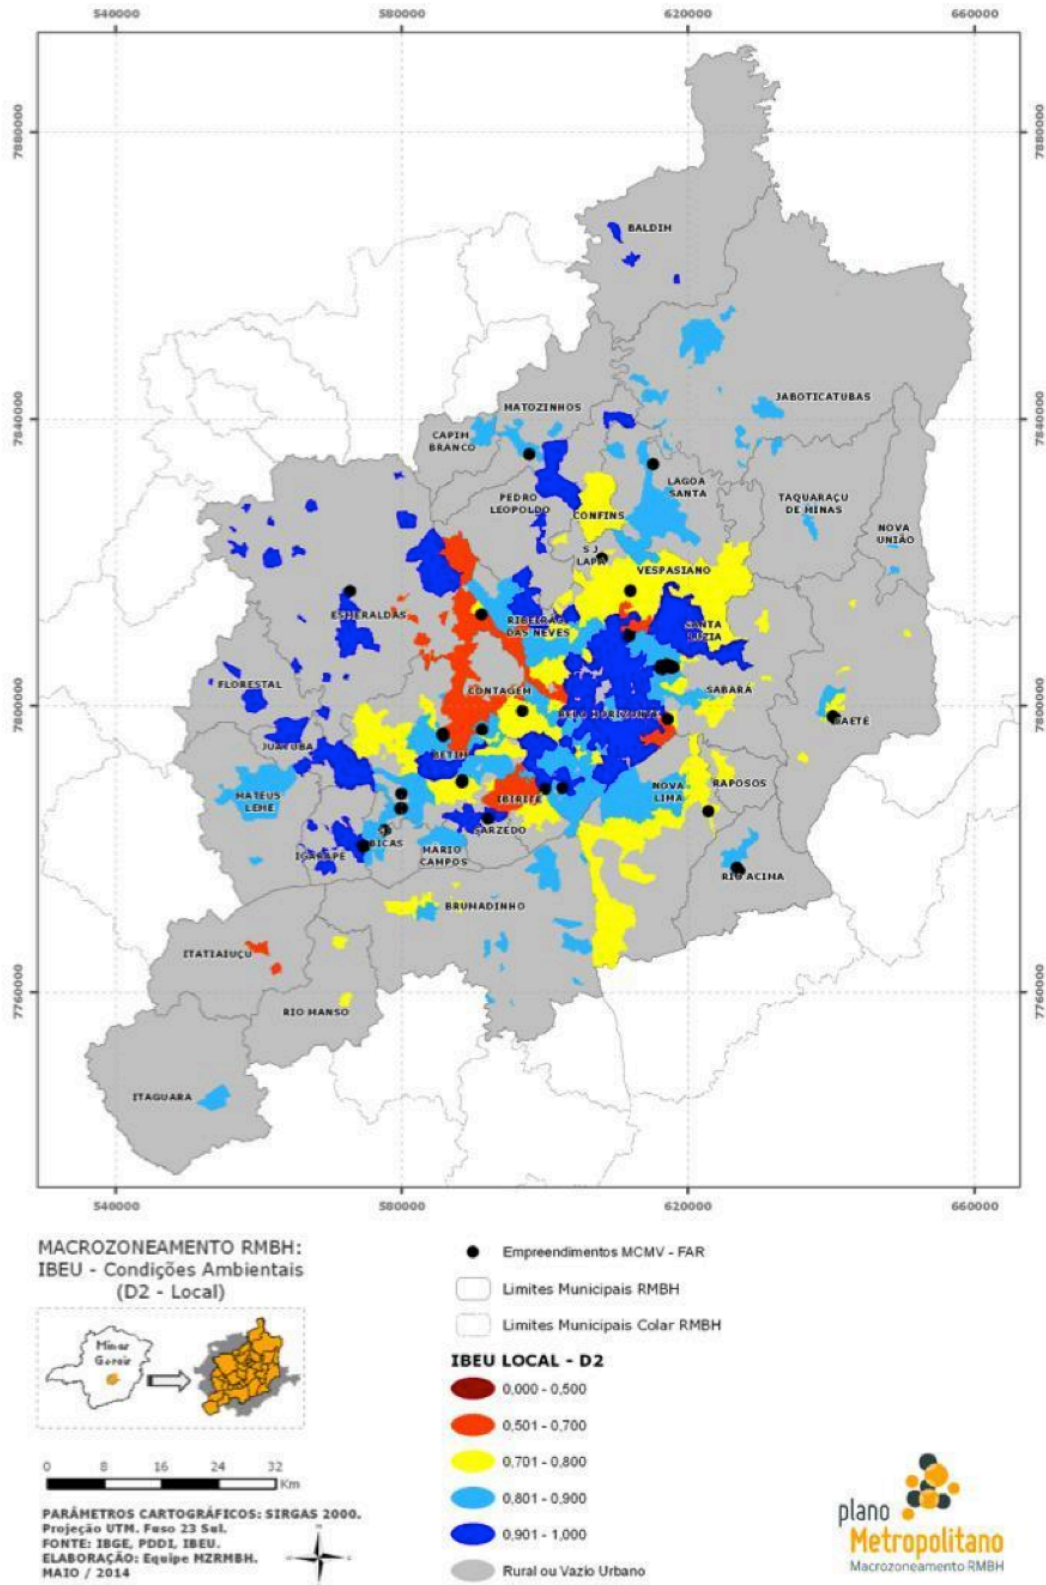 540000
580000
620000
660000
7880000
7880000
BALDIH
JABOTICATUBAS
7840000
7840000
MATOZINHOS
CAPIM
BRANCO
LAGOA
SANTA
PEDRO
LEOPOLDO
TAQUARAÇU
DE MINAS
CONFINS
NOVA
UNIÃO
S J
LAPA
VESPASIANO
ESMERALDAS
RIBEIRÃO
DAS NEVES
SANTA
LUZIA
FLORESTAL
CONTAGEM
SABARÁ
7800000
7800000
BELO HORIZONTE
CAETÉ
JUATUBA
BETIM
MATEUS
LEME
NOVA
LIMA
RAPOSOS
IBIRITÉ
SARZEDO
BICAS
IGARAPÉ
MÁRIO
CAMPOS
RIO ACIMA
BRUMADINHO
ITATIAIUÇU
7760000
7760000
RIO MANSO
ITAGUARA
540000
580000
620000
660000
MACROZONEAMENTO RMBH:
IBEU - Condições Ambientais
(D2 - Local)
Minas
Gerais
0 8 16 24 32
Km
PARÂMETROS CARTOGRÁFICOS: SIRGAS 2000.
Projeção UTM. Fuso 23 Sul.
FONTE: IBGE, PDDI, IBEU.
ELABORAÇÃO: Equipe MZRMBH.
MAIO / 2014
Empreendimentos MCMV - FAR
Limites Municipais RMBH
Limites Municipais Colar RMBH
IBEU LOCAL - D2
0,000 - 0,500
0,501 - 0,700
0,701 - 0,800
0,801 - 0,900
0,901 - 1,000
Rural ou Vazio Urbano
plano
Metropolitano
Macrozoneamento RMBH